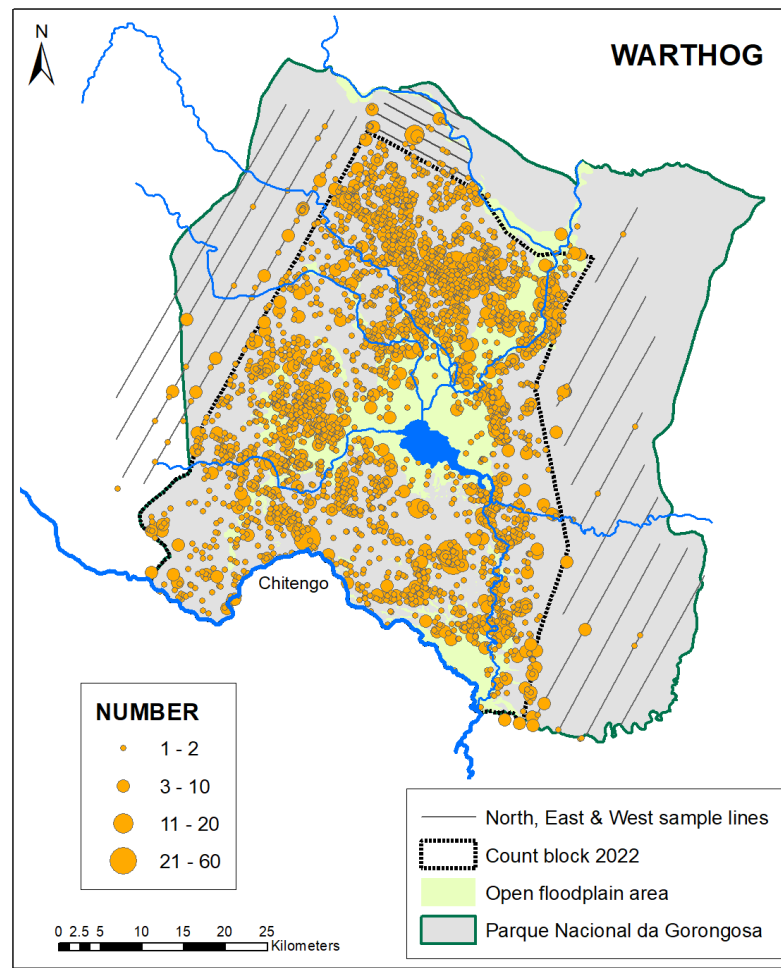 N
WARTHOG
Chitengo
NUMBER
1 - 2
3 - 10
11 - 20
21 - 60
North, East & West sample lines
Count block 2022
Open floodplain area
Parque Nacional da Gorongosa
0 2.5 5 10 15 20 25
Kilometers